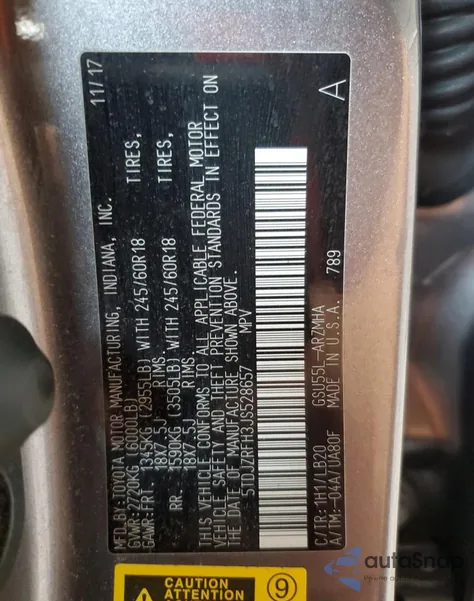 MFD. BY: TOYOTA MOTOR MANUFACTURING, INDIANA, INC. 11/17
GVWR: 2720KG (6000LB)
GAWR: FRT. 1345KG (2955LB) WITH 245/60R18 TIRES,
18X7.5J RIMS.
RR. 1590KG (3505LB) WITH 245/60R18 TIRES,
18X7.5J RIMS.
THIS VEHICLE CONFORMS TO ALL APPLICABLE FEDERAL MOTOR
VEHICLE SAFETY AND THEFT PREVENTION STANDARDS IN EFFECT ON
THE DATE OF MANUFACTURE SHOWN ABOVE.
5TDJZRFH3JS528657 MPV
C/TR: 1H1/LB20 GSU55L-ARZMHA A
A/TM: -04A/UA80F MADE IN U.S.A. 789
CAUTION
ATTENTION
9
autoSnap